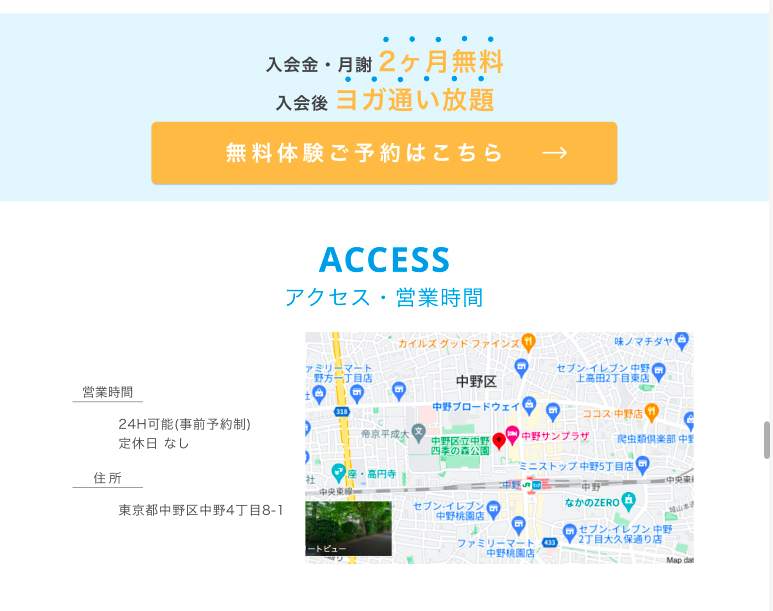 入会金・月謝 2ヶ月無料
入会後 ヨガ通い放題
無料体験ご予約はこちら →
ACCESS
アクセス・営業時間
営業時間
24H可能(事前予約制)
定休日 なし
住所
東京都中野区中野4丁目8-1
カイルズ グッド ファインズ
味ノマチダヤ
ァミリーマート
野方一丁目店
中野区
セブン-イレブン 中野
上高田2丁目東店
318
中野ブロードウェイ
ココス 中野店
帝京平成大
中野区立中野
四季の森公園
中野サンプラザ
爬虫類倶楽部 中野
ミニストップ 中野5丁目店
座・高円寺
中央東線
中野
JR
中野
中央東線
なかのZERO
セブン-イレブン
中野桃園店
セブン-イレブン 中野
2丁目大久保通り店
ファミリーマート
中野桃園店
433
ートビュー
Map dat